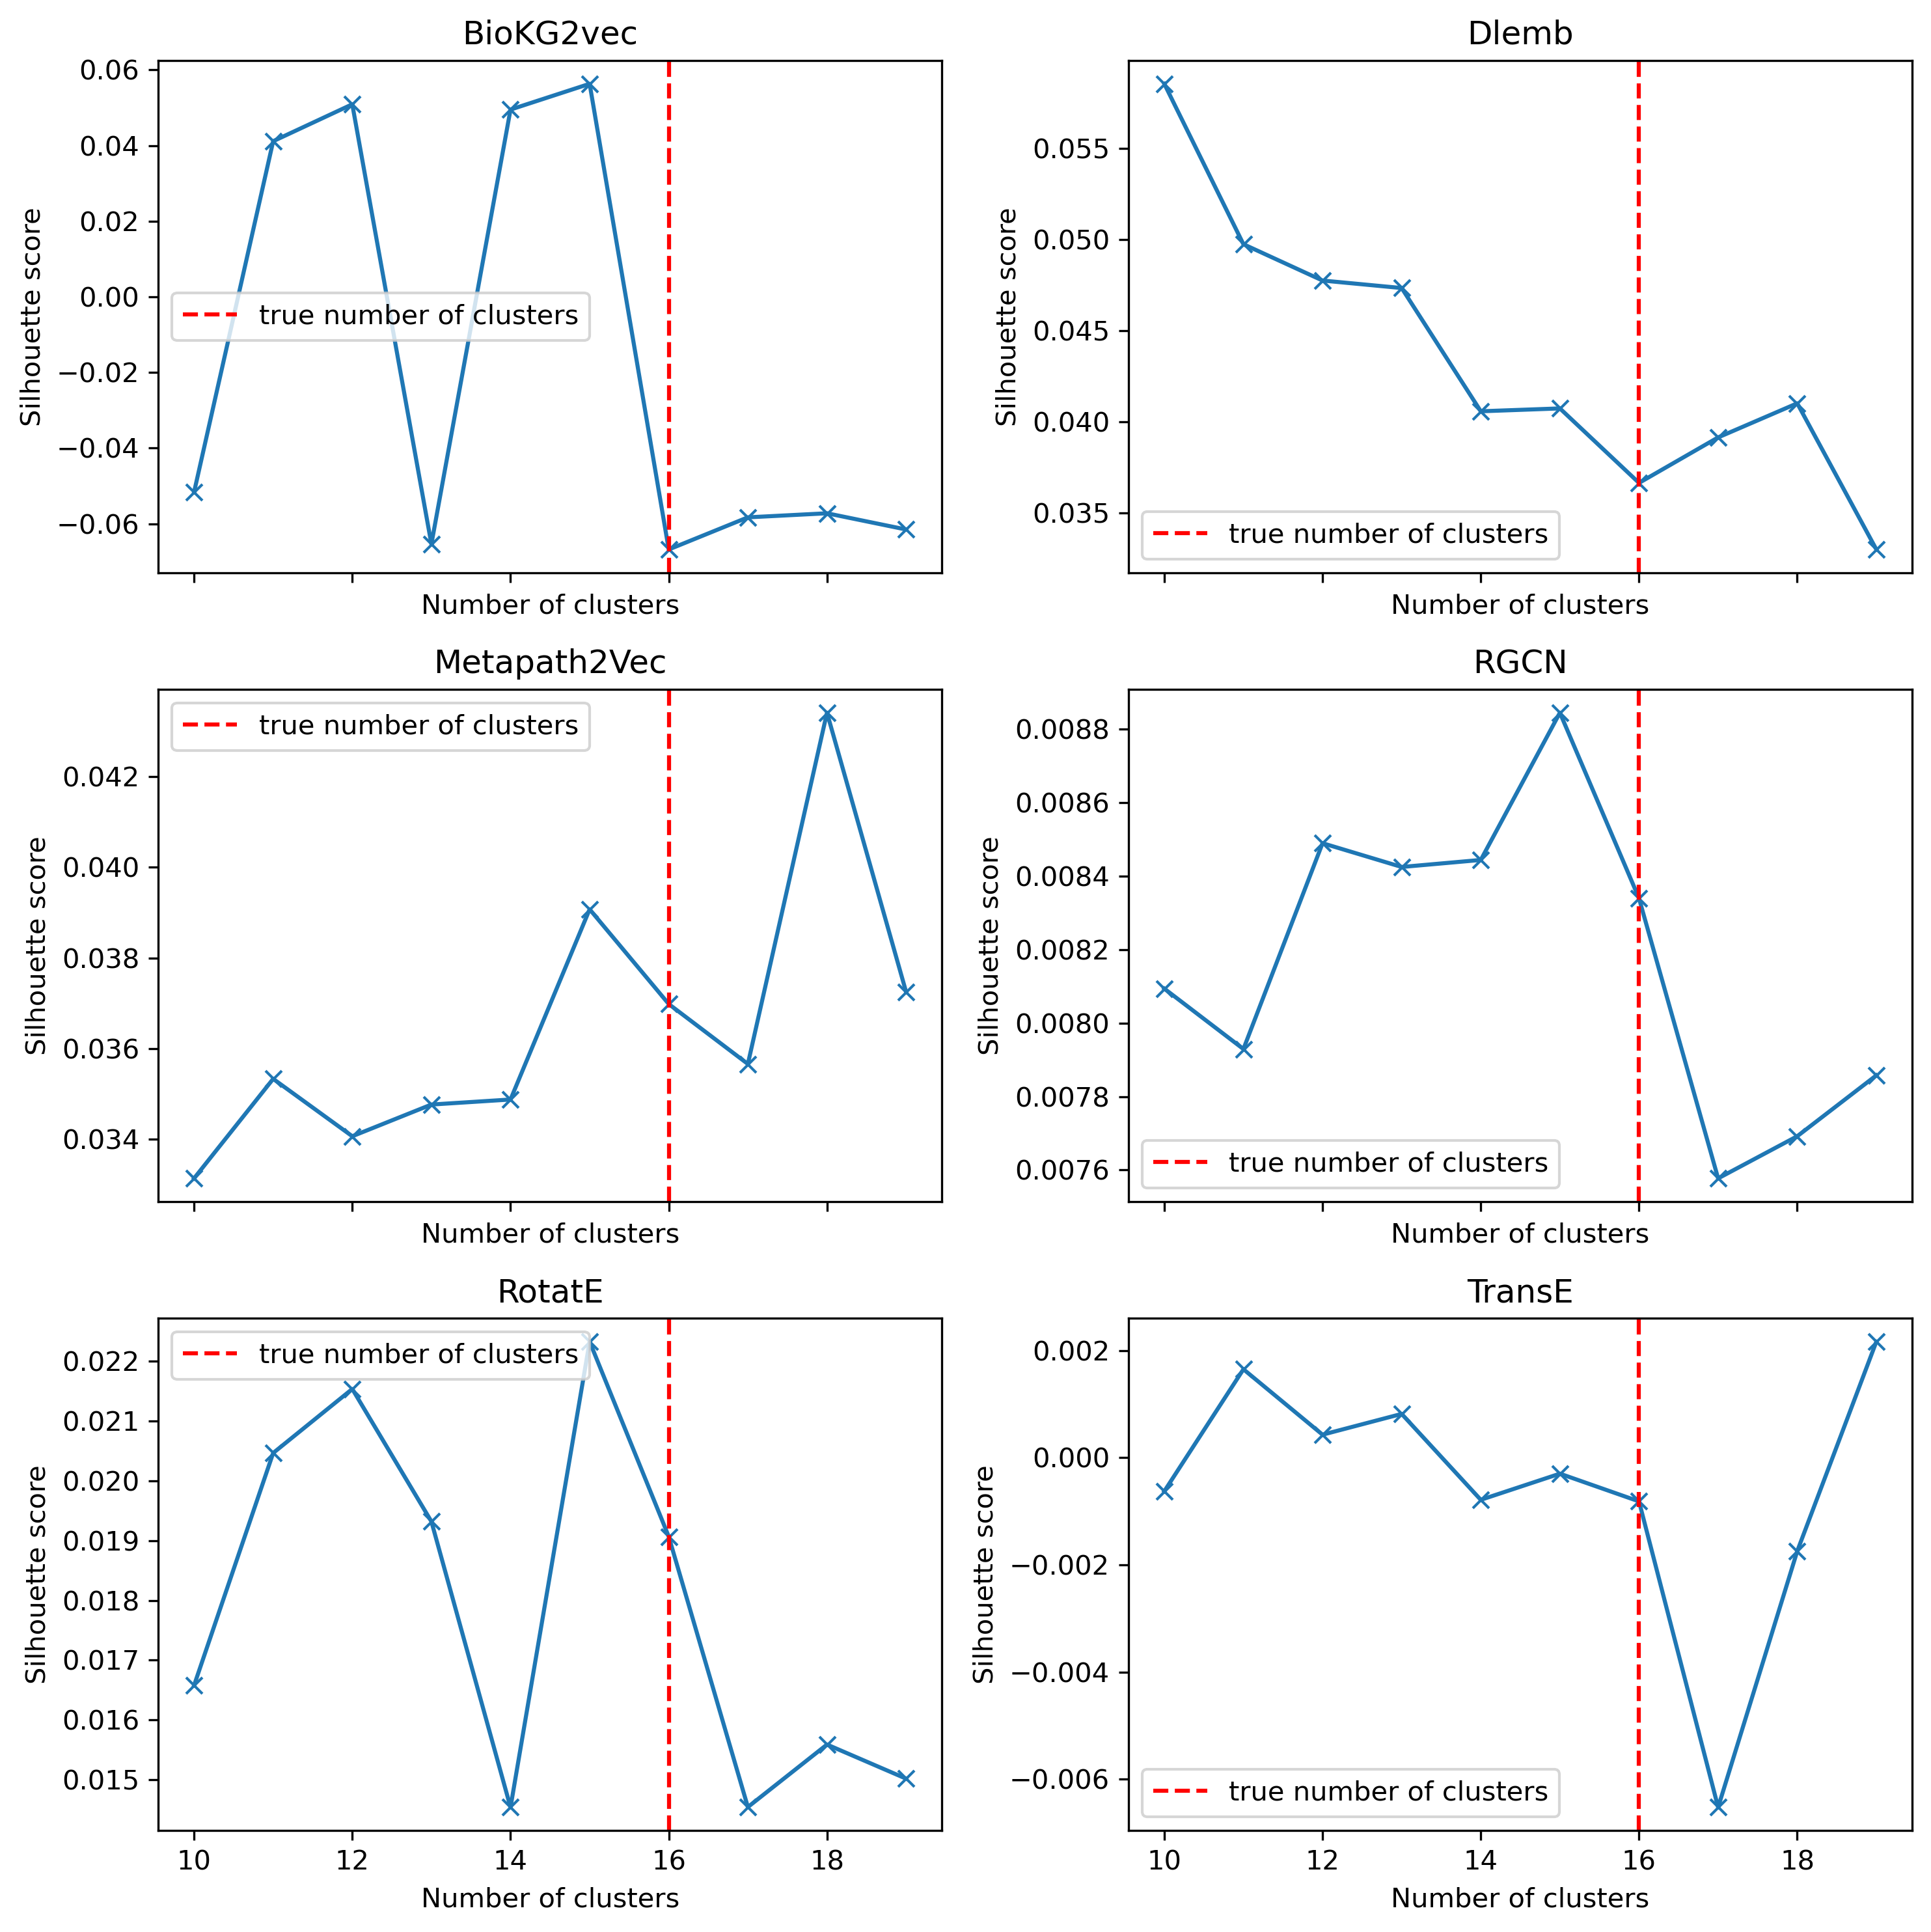 BioKG2vec
0.06
0.04
0.02
0.00
−0.02
−0.04
−0.06
Silhouette score
true number of clusters
Number of clusters
Dlemb
0.055
0.050
0.045
0.040
0.035
Silhouette score
true number of clusters
Number of clusters
Metapath2Vec
0.042
0.040
0.038
0.036
0.034
Silhouette score
true number of clusters
Number of clusters
RGCN
0.0088
0.0086
0.0084
0.0082
0.0080
0.0078
0.0076
Silhouette score
true number of clusters
Number of clusters
RotatE
0.022
0.021
0.020
0.019
0.018
0.017
0.016
0.015
Silhouette score
true number of clusters
10 12 14 16 18
Number of clusters
TransE
0.002
0.000
−0.002
−0.004
−0.006
Silhouette score
true number of clusters
10 12 14 16 18
Number of clusters